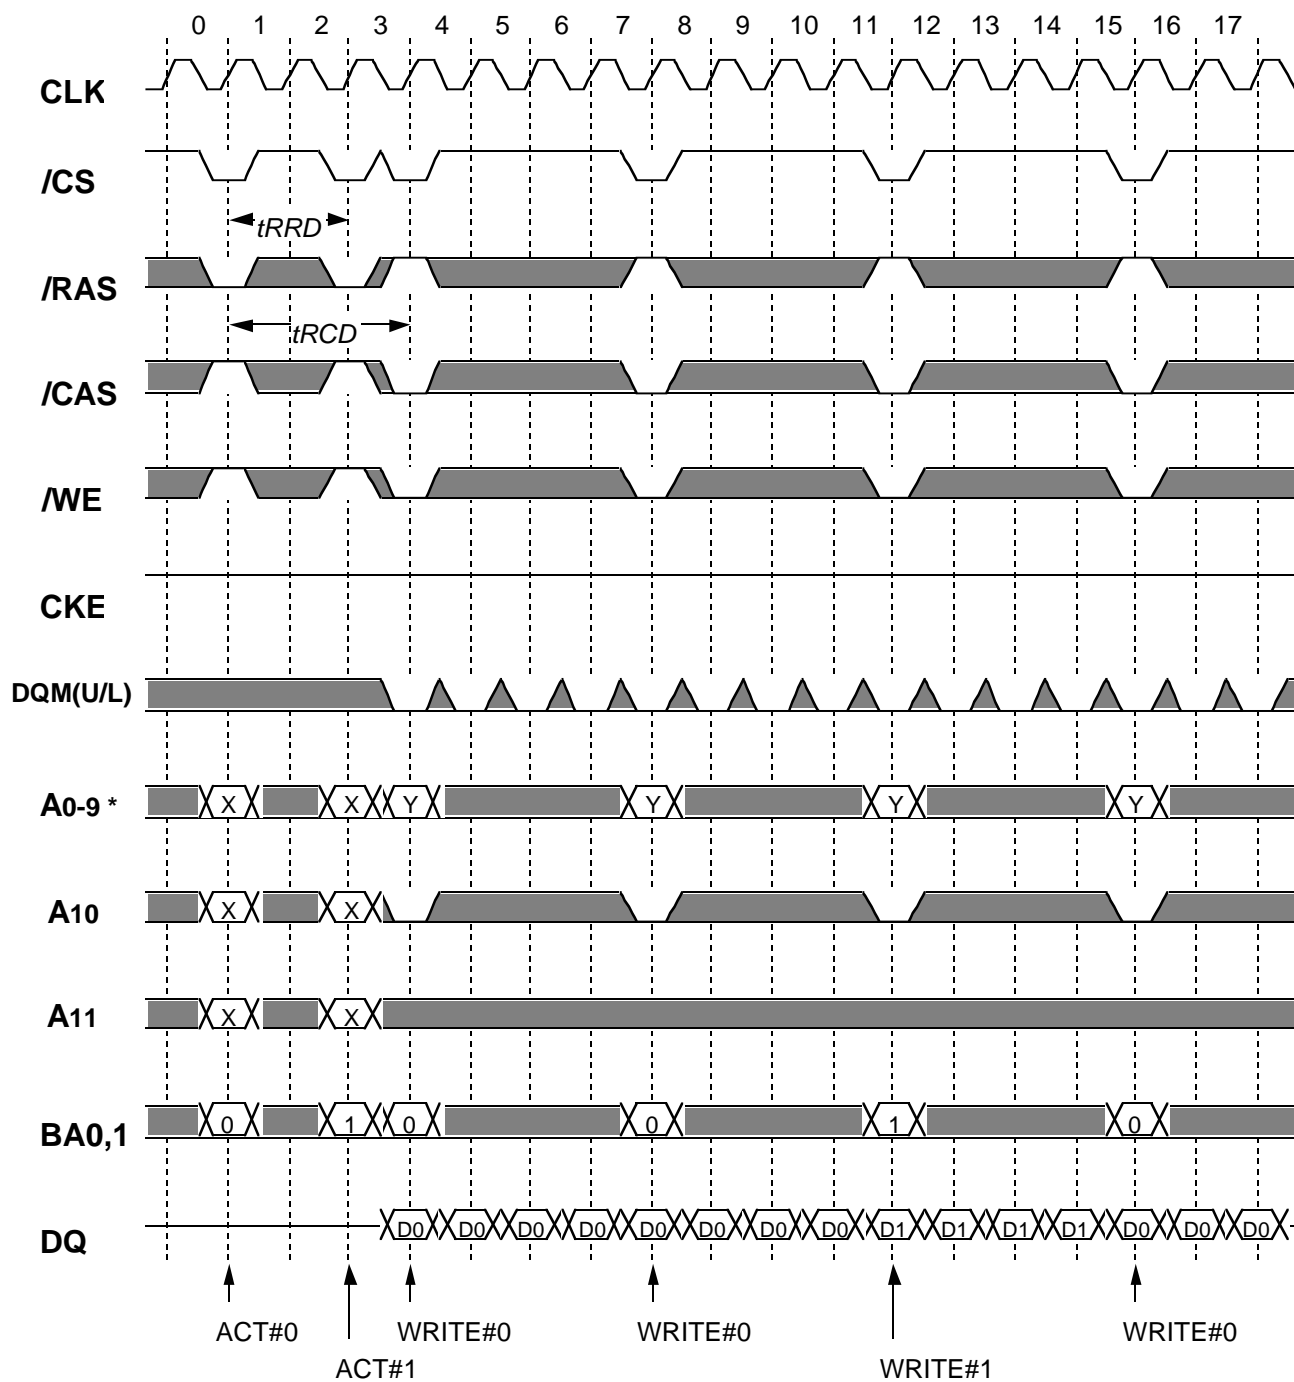 0 1 2 3 4 5 6 7 8 9 10 11 12 13 14 15 16 17
CLK
/CS
tRRD
/RAS
tRCD
/CAS
/WE
CKE
DQM(U/L)
A0-9 * X X Y Y Y Y
A10 X X
A11 X X
BA0,1 0 1 0 0 1 0
DQ D0 D0 D0 D0 D0 D0 D0 D0 D1 D1 D1 D1 D0 D0 D0
ACT#0 WRITE#0 WRITE#0 WRITE#0
ACT#1 WRITE#1